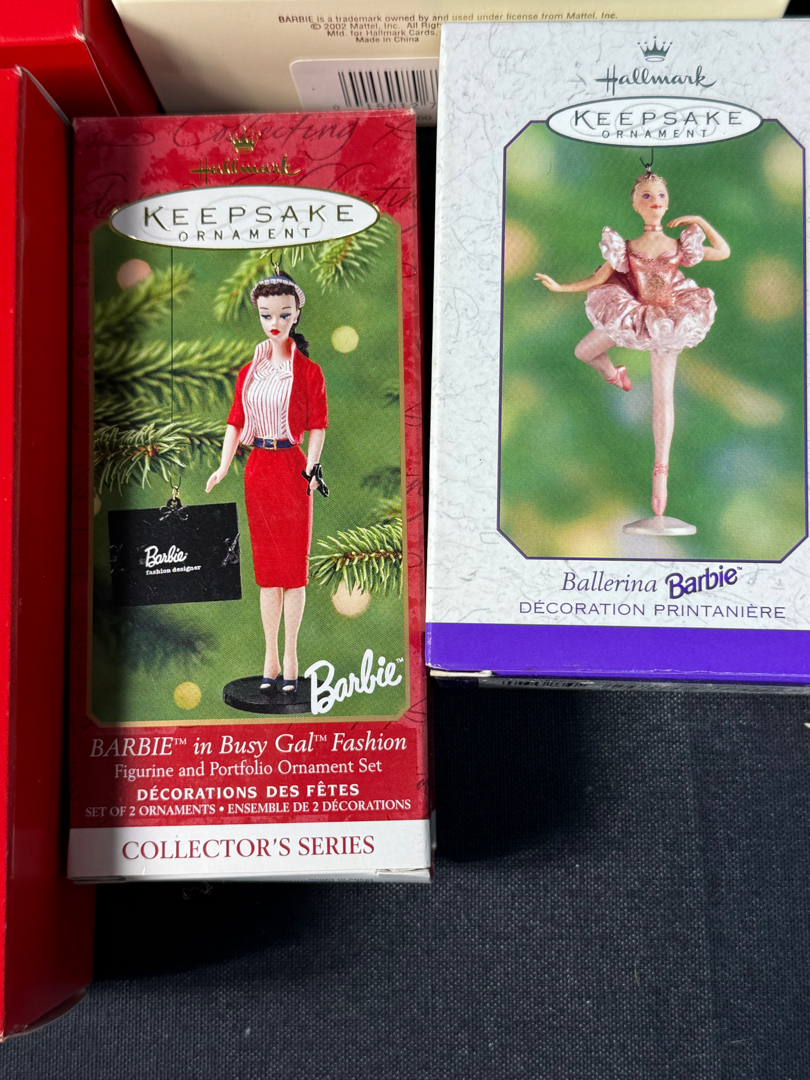 BARBIE is a trademark owned by and used under license from Mattel, Inc.
© 2002 Mattel, Inc. All
Mfd. for Hallmark Cards,
Made in China
Collecting
Hallmark
KEEPSAKE
ORNAMENT
Barbie
fashion designer
Barbie™
BARBIE™ in Busy Gal™ Fashion
Figurine and Portfolio Ornament Set
DÉCORATIONS DES FÊTES
SET OF 2 ORNAMENTS • ENSEMBLE DE 2 DÉCORATIONS
COLLECTOR'S SERIES
Hallmark
KEEPSAKE
ORNAMENT
Ballerina Barbie™
DÉCORATION PRINTANIÈRE